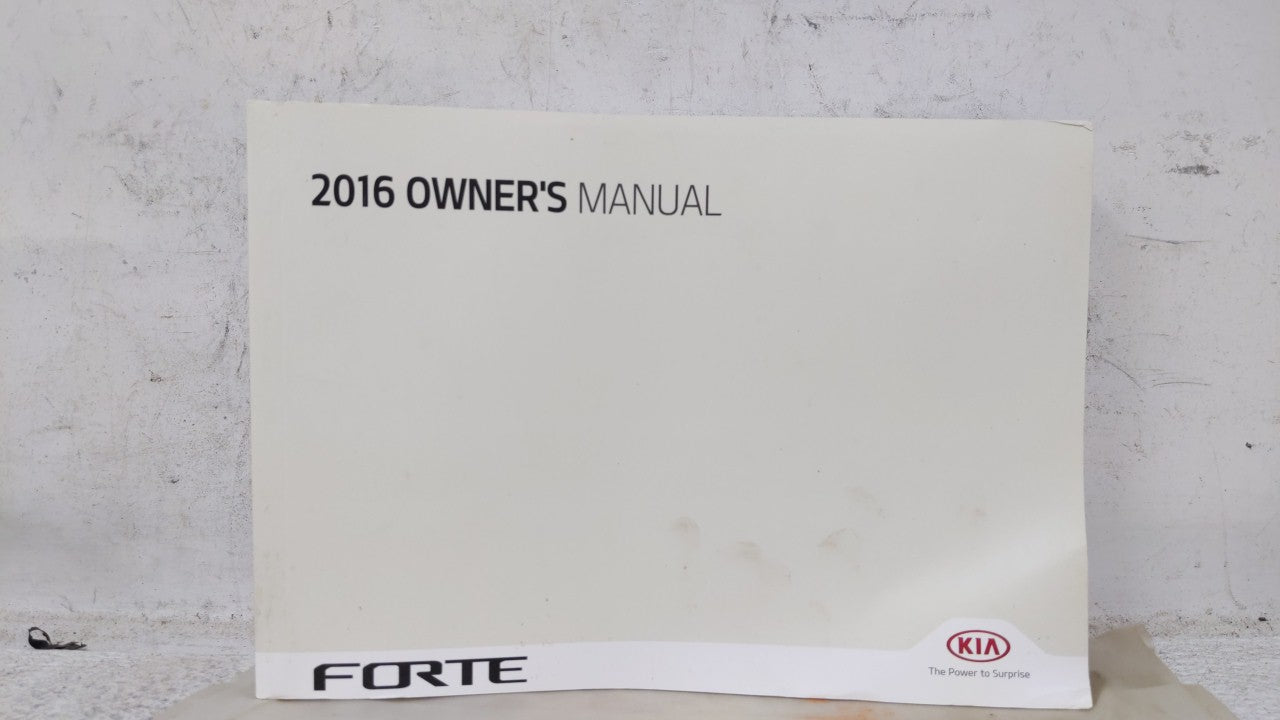 2016 OWNER'S MANUAL
FORTE
KIA
The Power to Surprise